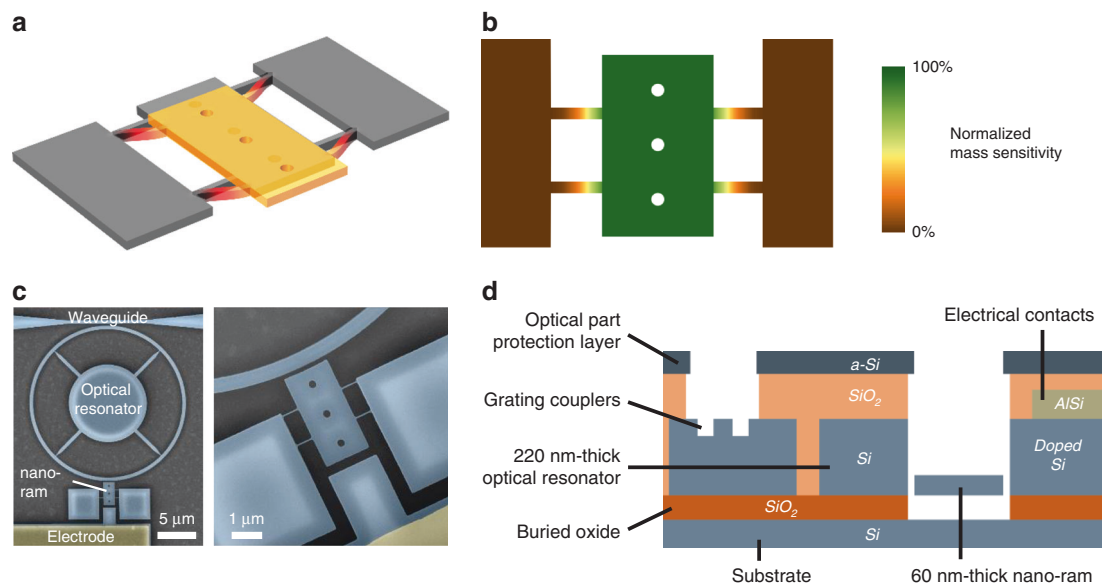 a
b
100%
Normalized
mass sensitivity
0%
c
Waveguide
Optical
resonator
nano-
ram
5 μm
Electrode
1 μm
d
Optical part
protection layer
Electrical contacts
a-Si
Grating couplers
SiO₂
AlSi
220 nm-thick
optical resonator
Si
Doped
Si
Buried oxide
SiO₂
Si
Substrate
60 nm-thick nano-ram